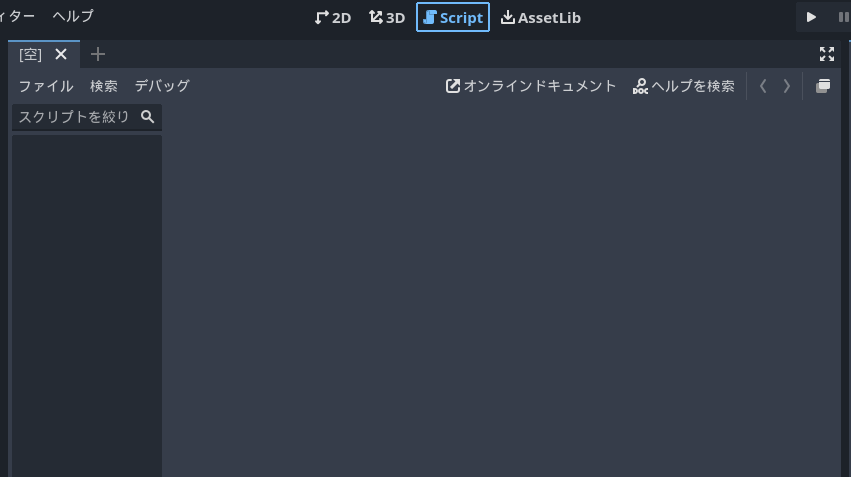 ィター ヘルプ 2D 3D Script AssetLib
[空]
ファイル 検索 デバッグ オンラインドキュメント DOC ヘルプを検索
スクリプトを絞り